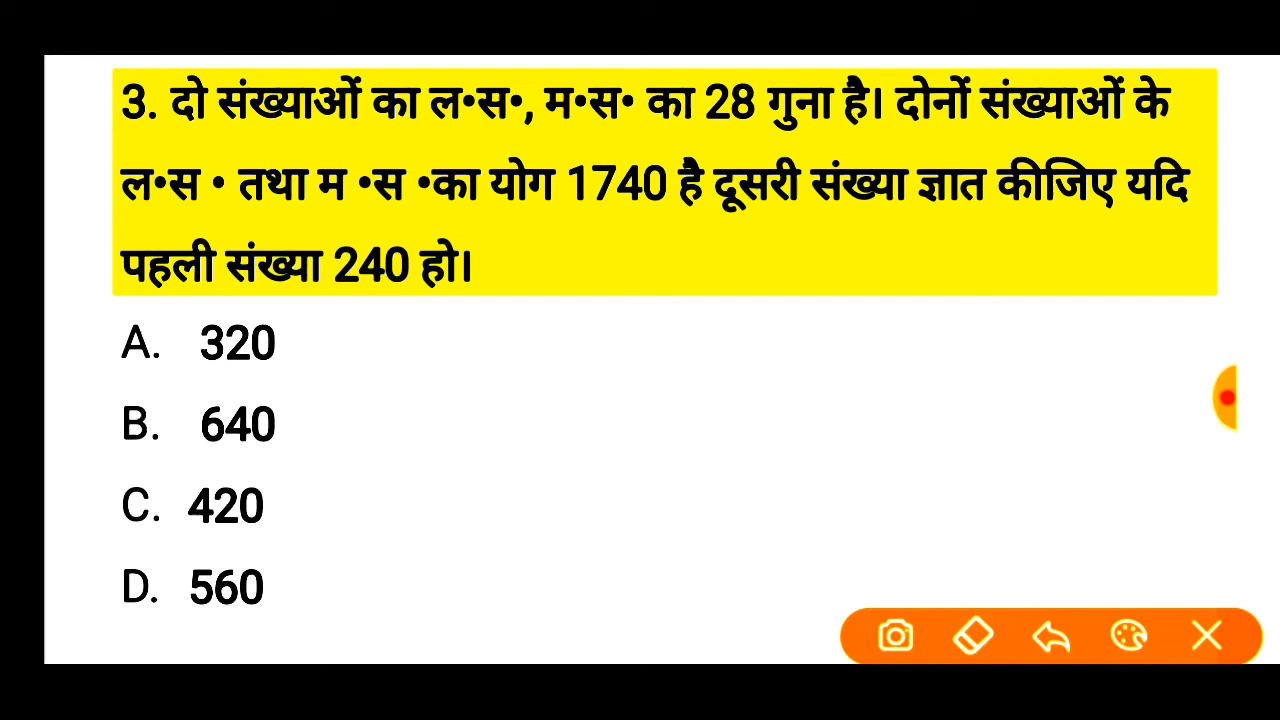 3. दो संख्याओं का ल•स•, म•स• का 28 गुना है। दोनों संख्याओं के
ल•स • तथा म •स •का योग 1740 है दूसरी संख्या ज्ञात कीजिए यदि
पहली संख्या 240 हो।
A. 320
B. 640
C. 420
D. 560